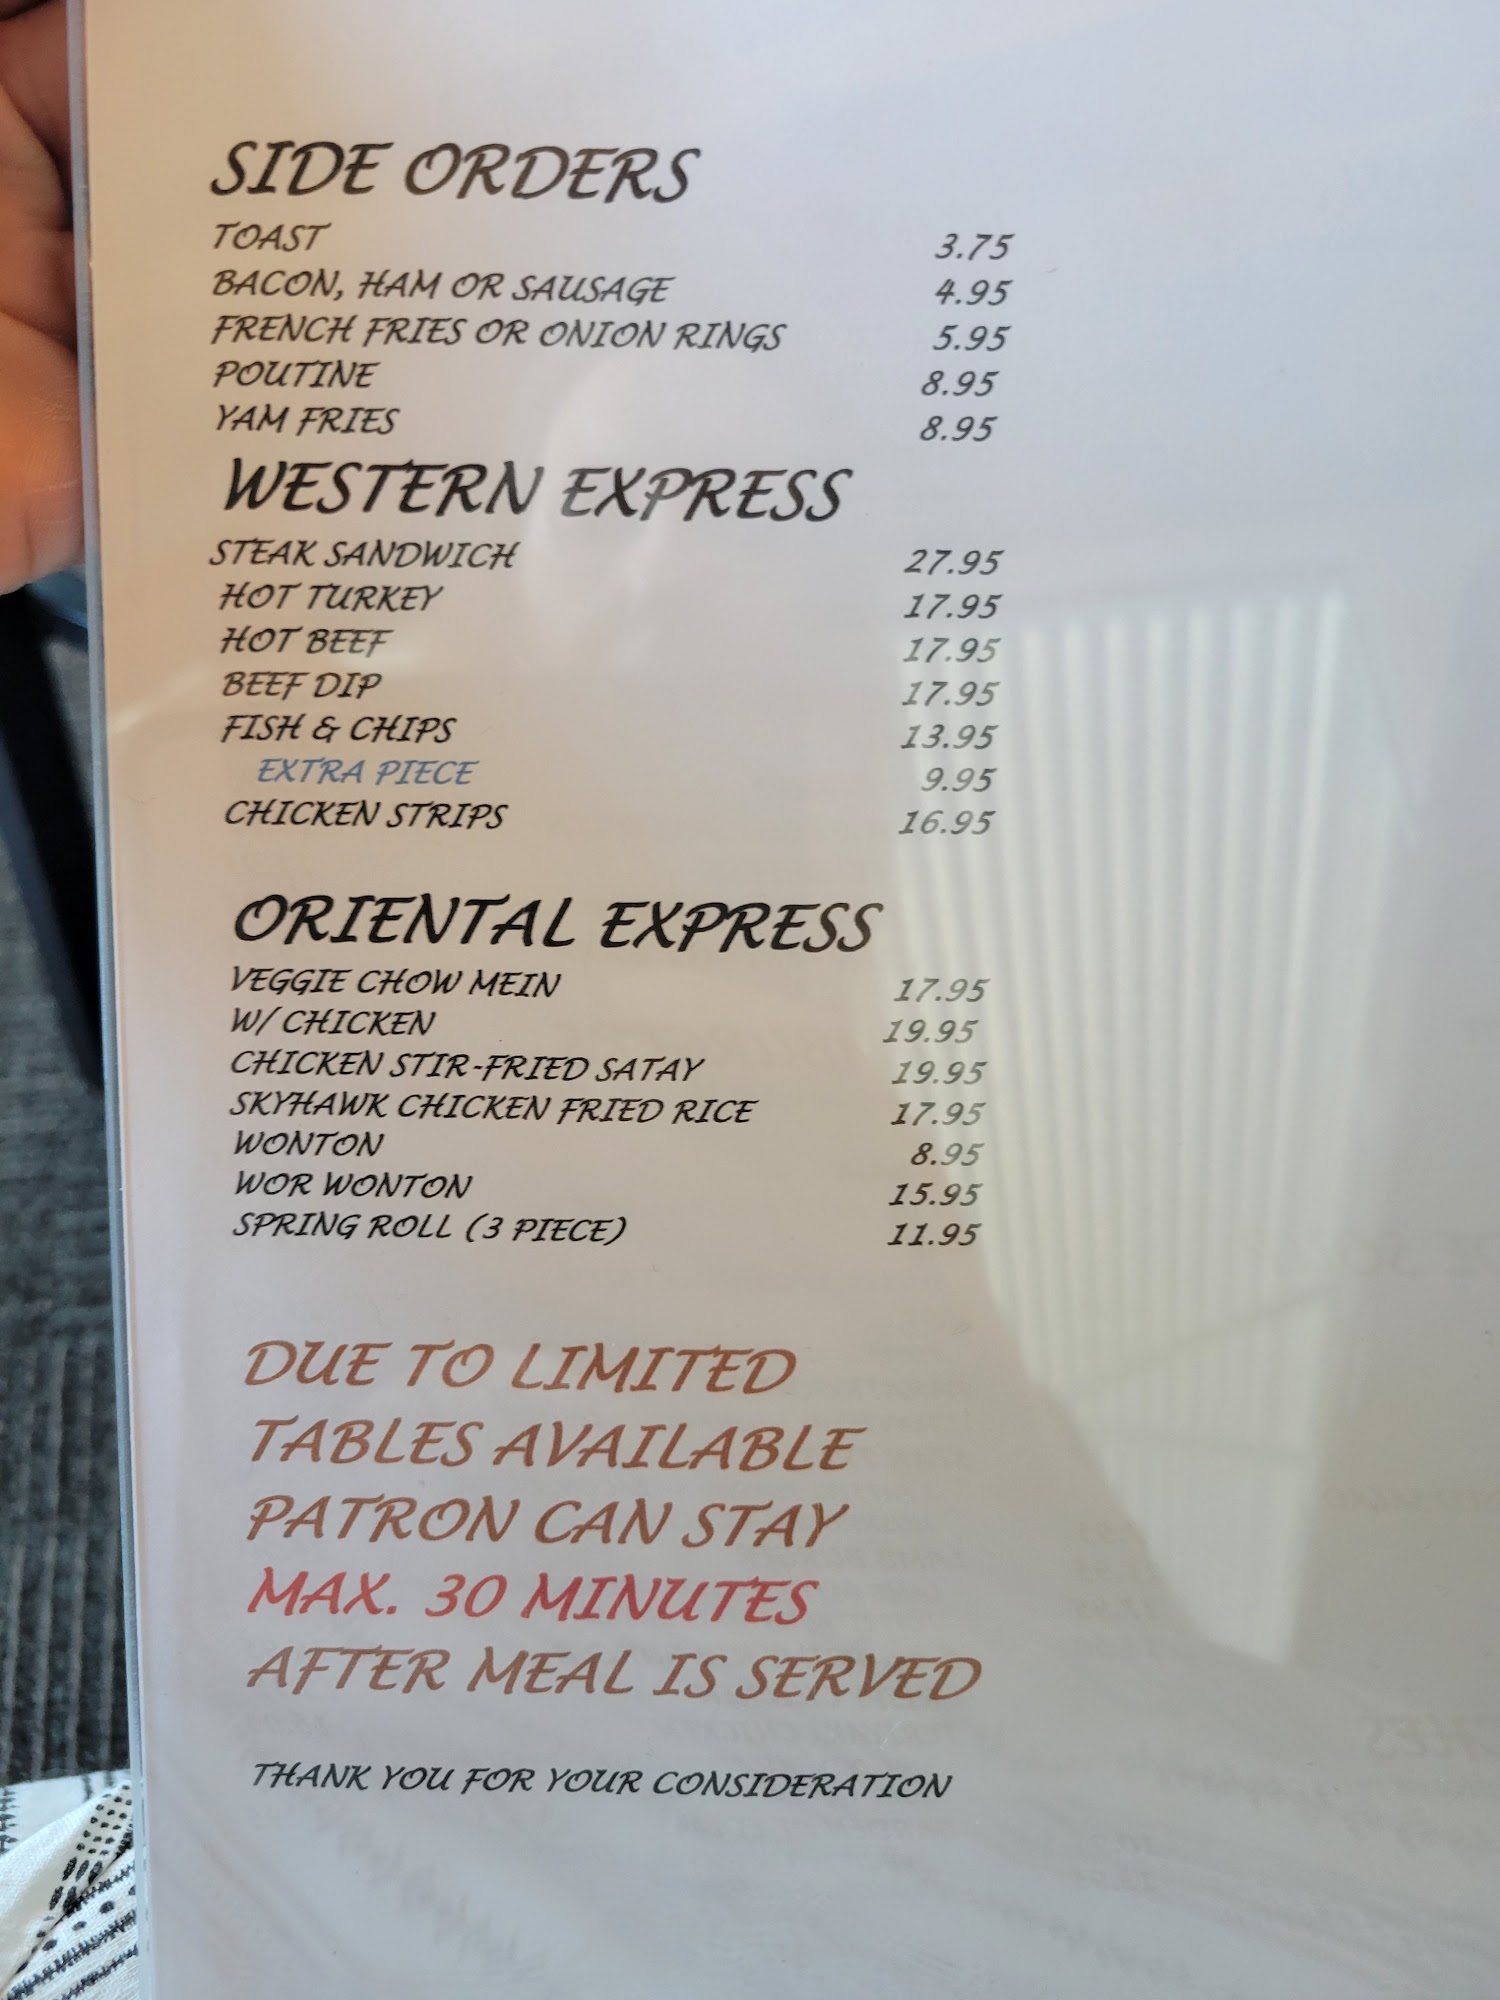 SIDE ORDERS
TOAST 3.75
BACON, HAM OR SAUSAGE 4.95
FRENCH FRIES OR ONION RINGS 5.95
POUTINE 8.95
YAM FRIES 8.95
WESTERN EXPRESS
STEAK SANDWICH 27.95
HOT TURKEY 17.95
HOT BEEF 17.95
BEEF DIP 17.95
FISH & CHIPS 13.95
EXTRA PIECE 9.95
CHICKEN STRIPS 16.95
ORIENTAL EXPRESS
VEGGIE CHOW MEIN 17.95
W/ CHICKEN 19.95
CHICKEN STIR-FRIED SATAY 19.95
SKYHAWK CHICKEN FRIED RICE 17.95
WONTON 8.95
WOR WONTON 15.95
SPRING ROLL (3 PIECE) 11.95
DUE TO LIMITED
TABLES AVAILABLE
PATRON CAN STAY
MAX. 30 MINUTES
AFTER MEAL IS SERVED
THANK YOU FOR YOUR CONSIDERATION